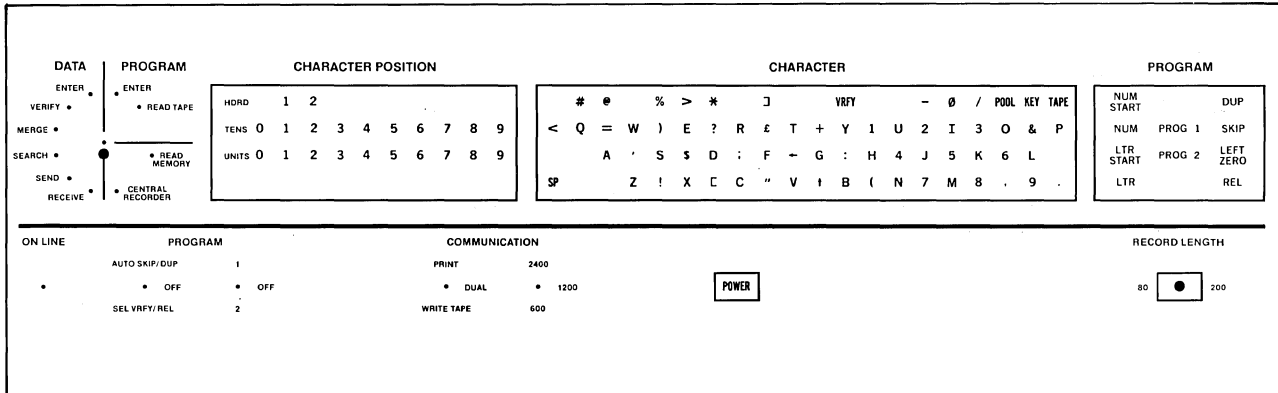 DATA PROGRAM CHARACTER POSITION CHARACTER PROGRAM
ENTER ENTER
VERIFY READ TAPE
MERGE
SEARCH READ MEMORY
SEND
RECEIVE CENTRAL RECORDER
HDRD 1 2
TENS 0 1 2 3 4 5 6 7 8 9
UNITS 0 1 2 3 4 5 6 7 8 9
# @ % > * ] VRFY - Ø / POOL KEY TAPE
< Q = W ) E ? R £ T + Y 1 U 2 I 3 O & P
A ' S $ D ; F ← G : H 4 J 5 K 6 L
SP Z ! X [ C " V ↑ B ( N 7 M 8 , 9 .
NUM START DUP
NUM PROG 1 SKIP
LTR START PROG 2 LEFT ZERO
LTR REL
ON LINE PROGRAM COMMUNICATION RECORD LENGTH
AUTO SKIP/DUP 1 PRINT 2400
OFF OFF DUAL 1200 POWER 80 200
SEL VRFY/REL 2 WRITE TAPE 600